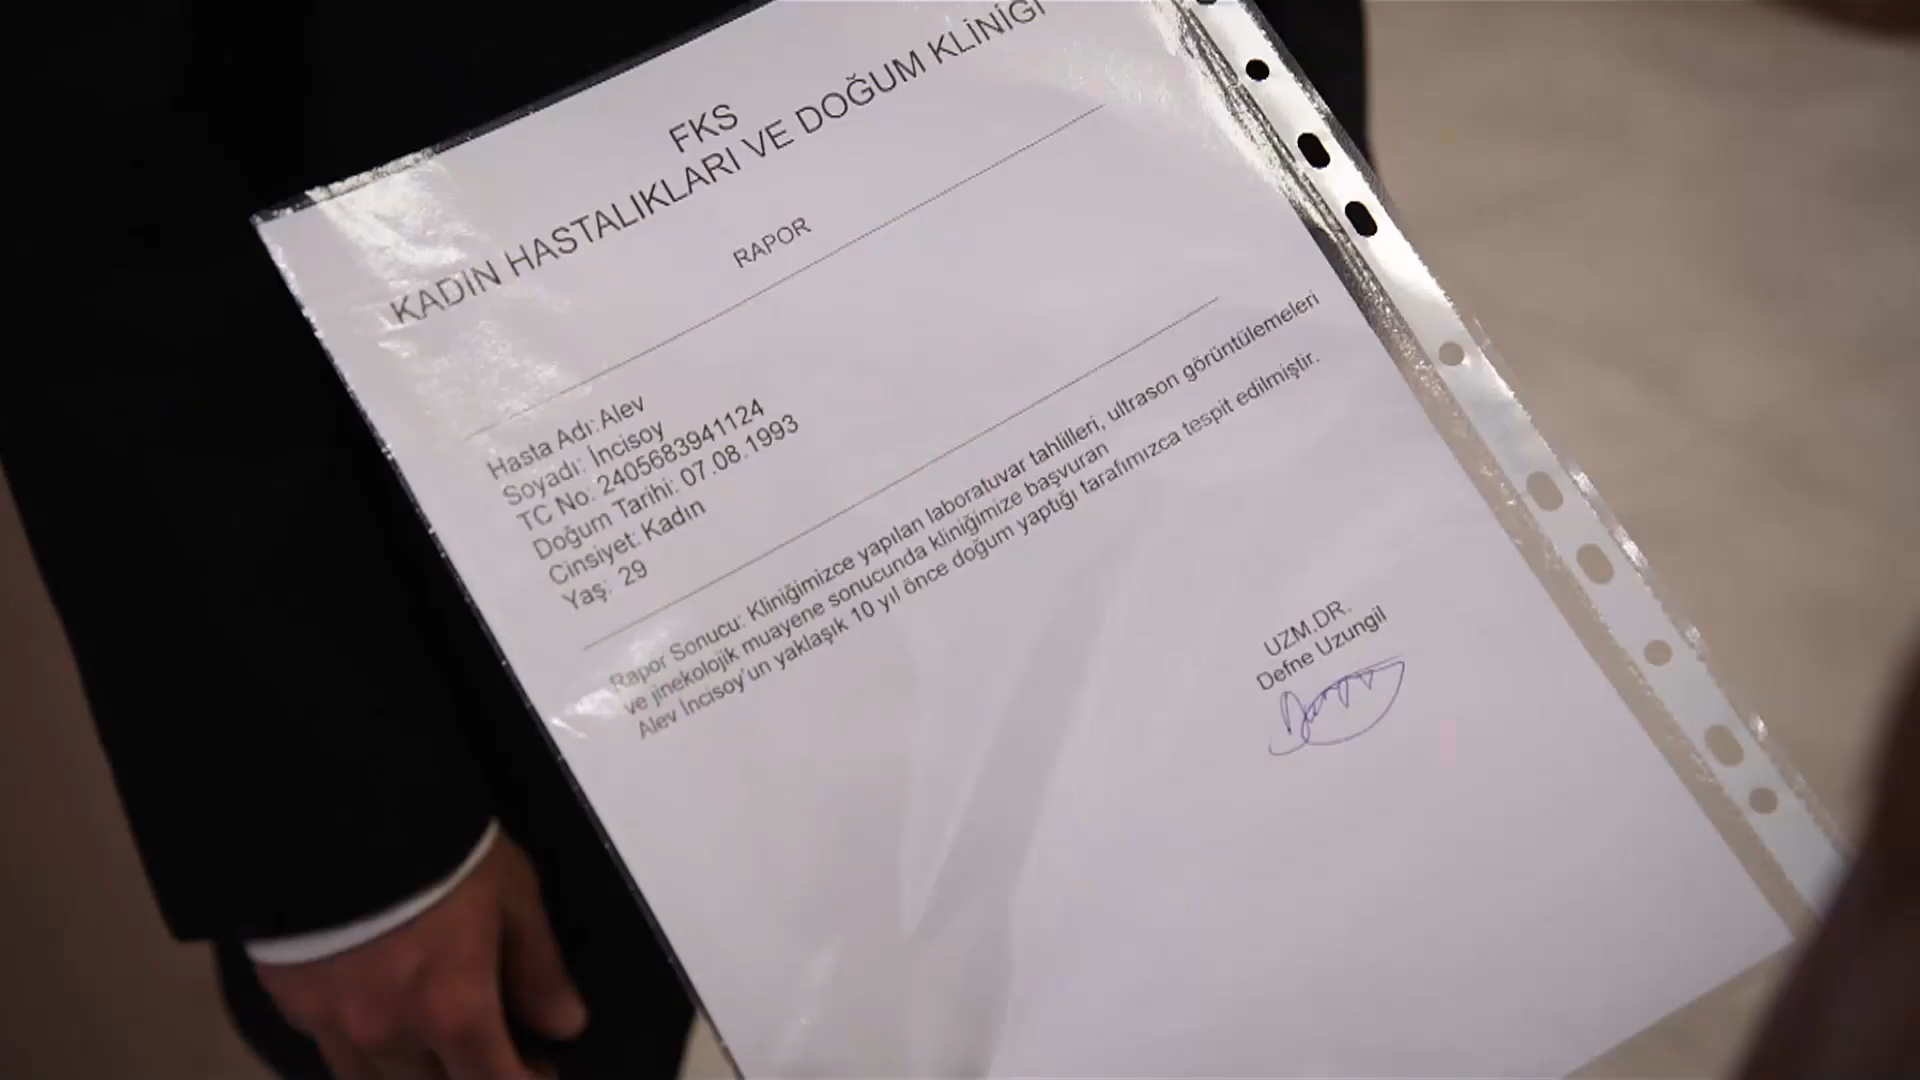 FKS
KADIN HASTALIKLARI VE DOĞUM KLİNİĞİ
RAPOR
Hasta Adı: Alev
Soyadı: İncisoy
TC No: 2405683941124
Doğum Tarihi: 07.08.1993
Cinsiyet: Kadın
Yaş: 29
Rapor Sonucu: Kliniğimizce yapılan laboratuvar tahlilleri, ultrason görüntülemeleri
ve jinekolojik muayene sonucunda kliniğimize başvuran
Alev İncisoy'un yaklaşık 10 yıl önce doğum yaptığı tarafımızca tespit edilmiştir.
UZM.DR.
Defne Uzungil